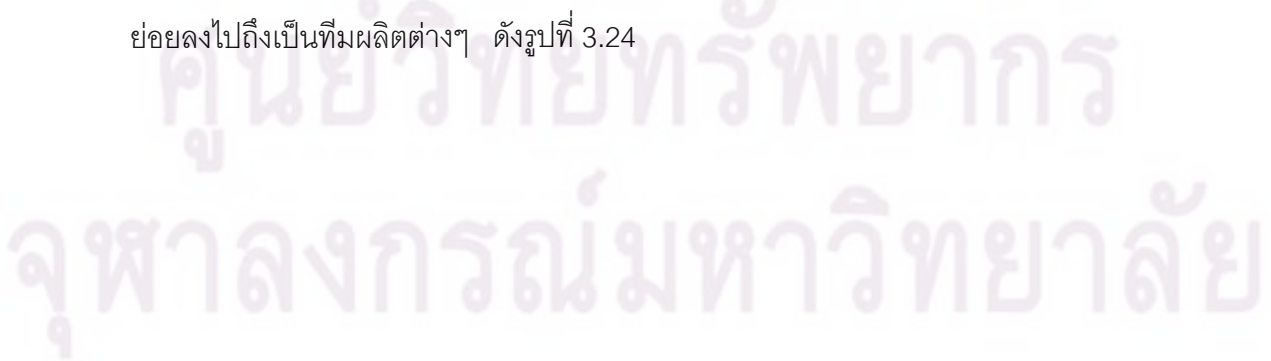 ย่อยลงไปถึงเป็นทีมผลิตต่างๆ ดังรูปที่ 3.24
ศูนย์วิทยทรัพยากร
จุฬาลงกรณ์มหาวิทยาลัย